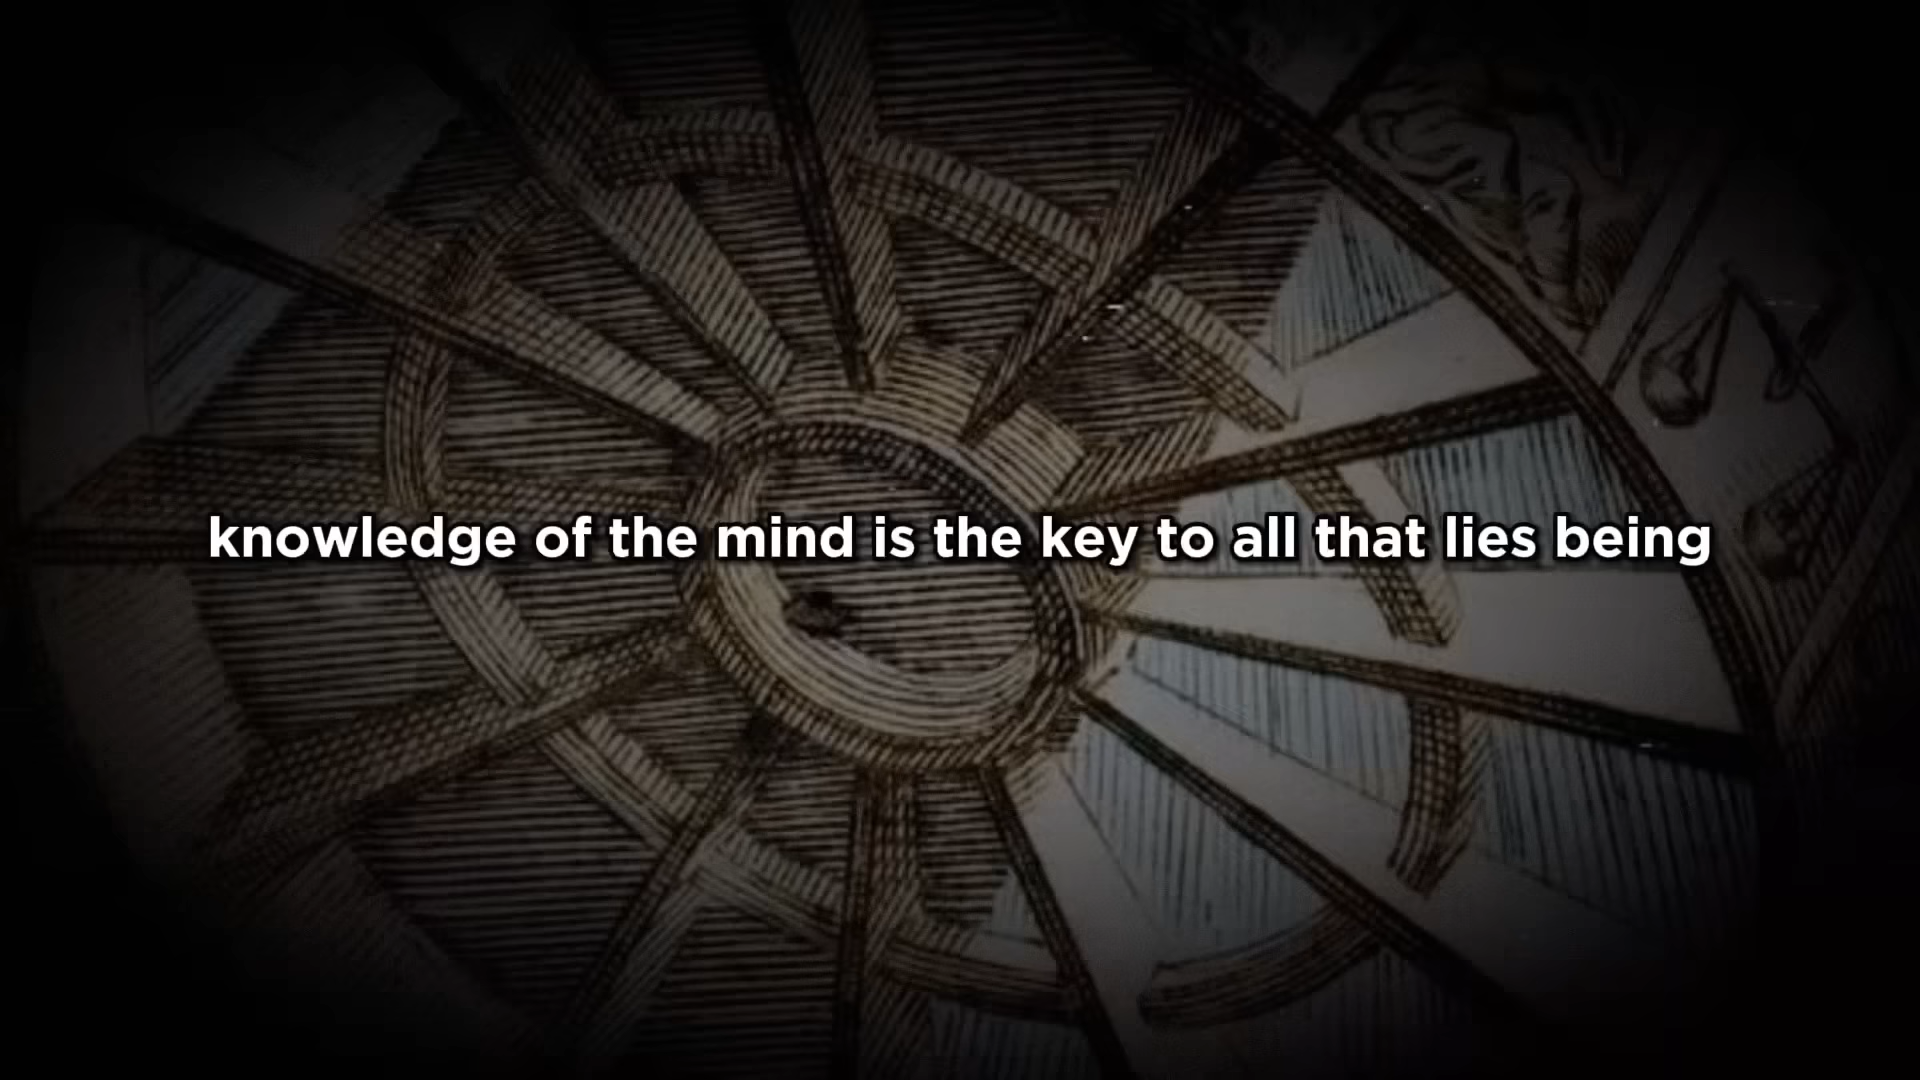 knowledge of the mind is the key to all that lies being